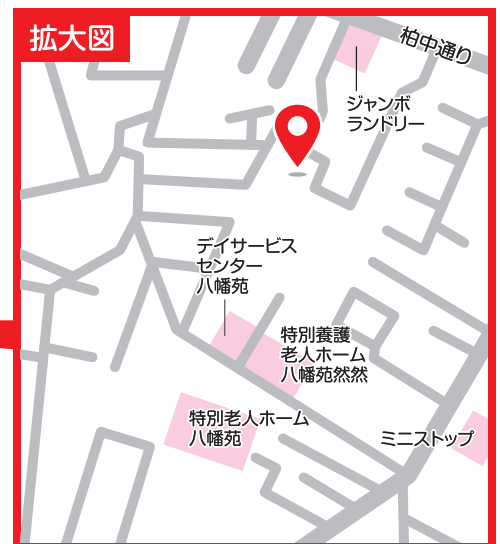 拡大図
柏中通り
ジャンボ
ランドリー
デイサービス
センター
八幡苑
特別養護
老人ホーム
八幡苑然然
特別老人ホーム
八幡苑
ミニストップ